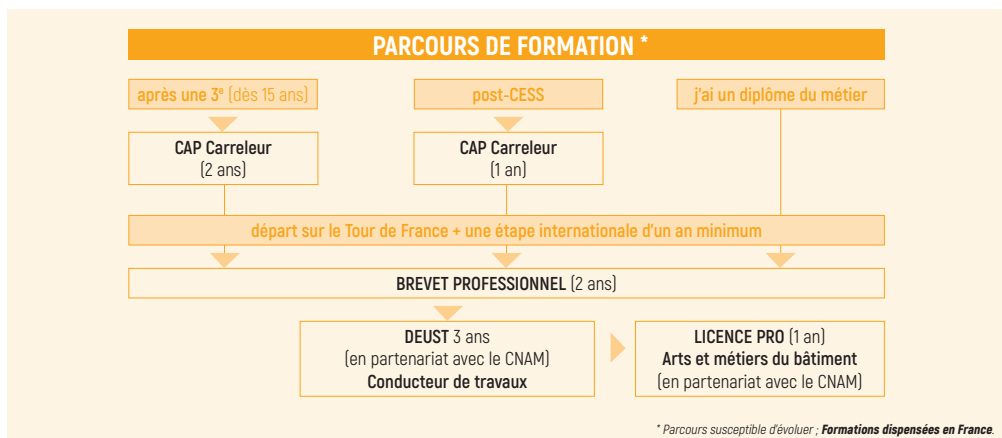 PARCOURS DE FORMATION *
après une 3e (dès 15 ans)
post-CESS
j'ai un diplôme du métier
CAP Carreleur
(2 ans)
CAP Carreleur
(1 an)
départ sur le Tour de France + une étape internationale d'un an minimum
BREVET PROFESSIONNEL (2 ans)
DEUST 3 ans
(en partenariat avec le CNAM)
Conducteur de travaux
LICENCE PRO (1 an)
Arts et métiers du bâtiment
(en partenariat avec le CNAM)
* Parcours susceptible d'évoluer ; Formations dispensées en France.